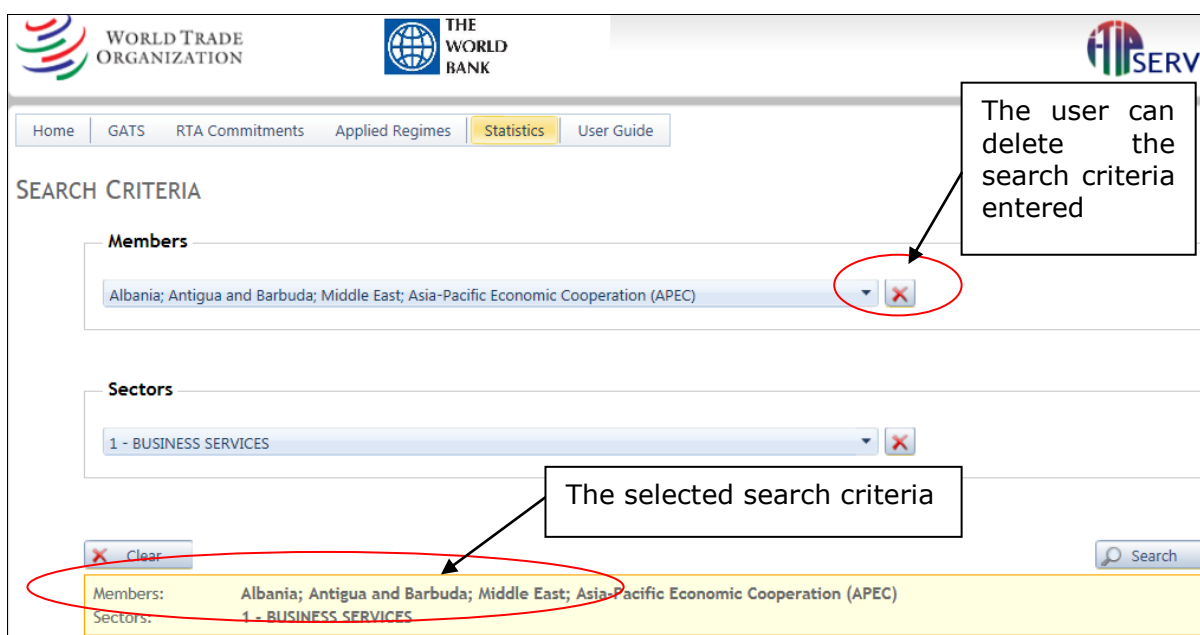 WORLD TRADE
ORGANIZATION
THE
WORLD
BANK
i-TIP
SERV
Home GATS RTA Commitments Applied Regimes Statistics User Guide
The user can
delete the
search criteria
entered
SEARCH CRITERIA
Members
Albania; Antigua and Barbuda; Middle East; Asia-Pacific Economic Cooperation (APEC)
Sectors
1 - BUSINESS SERVICES
The selected search criteria
Clear
Search
Members: Albania; Antigua and Barbuda; Middle East; Asia-Pacific Economic Cooperation (APEC)
Sectors: 1 - BUSINESS SERVICES